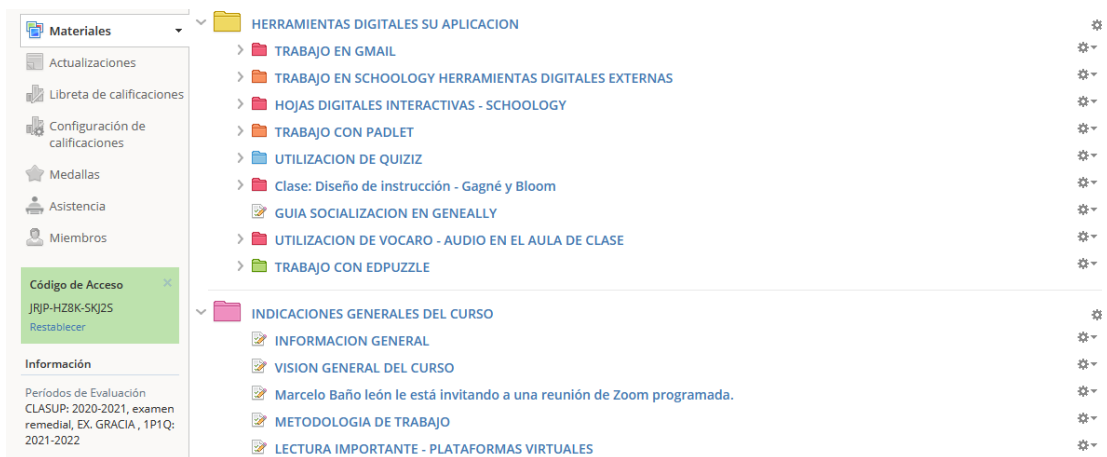 Materiales
Actualizaciones
Libreta de calificaciones
Configuración de
calificaciones
Medallas
Asistencia
Miembros
Código de Acceso
JRJP-HZ8K-SKJ2S
Restablecer
Información
Períodos de Evaluación
CLASUP: 2020-2021, examen
remedial, EX. GRACIA , 1P1Q:
2021-2022
HERRAMIENTAS DIGITALES SU APLICACION
TRABAJO EN GMAIL
TRABAJO EN SCHOOLOGY HERRAMIENTAS DIGITALES EXTERNAS
HOJAS DIGITALES INTERACTIVAS - SCHOOLOGY
TRABAJO CON PADLET
UTILIZACION DE QUIZIZ
Clase: Diseño de instrucción - Gagné y Bloom
GUIA SOCIALIZACION EN GENEALLY
UTILIZACION DE VOCARO - AUDIO EN EL AULA DE CLASE
TRABAJO CON EDPUZZLE
INDICACIONES GENERALES DEL CURSO
INFORMACION GENERAL
VISION GENERAL DEL CURSO
Marcelo Baño león le está invitando a una reunión de Zoom programada.
METODOLOGIA DE TRABAJO
LECTURA IMPORTANTE - PLATAFORMAS VIRTUALES